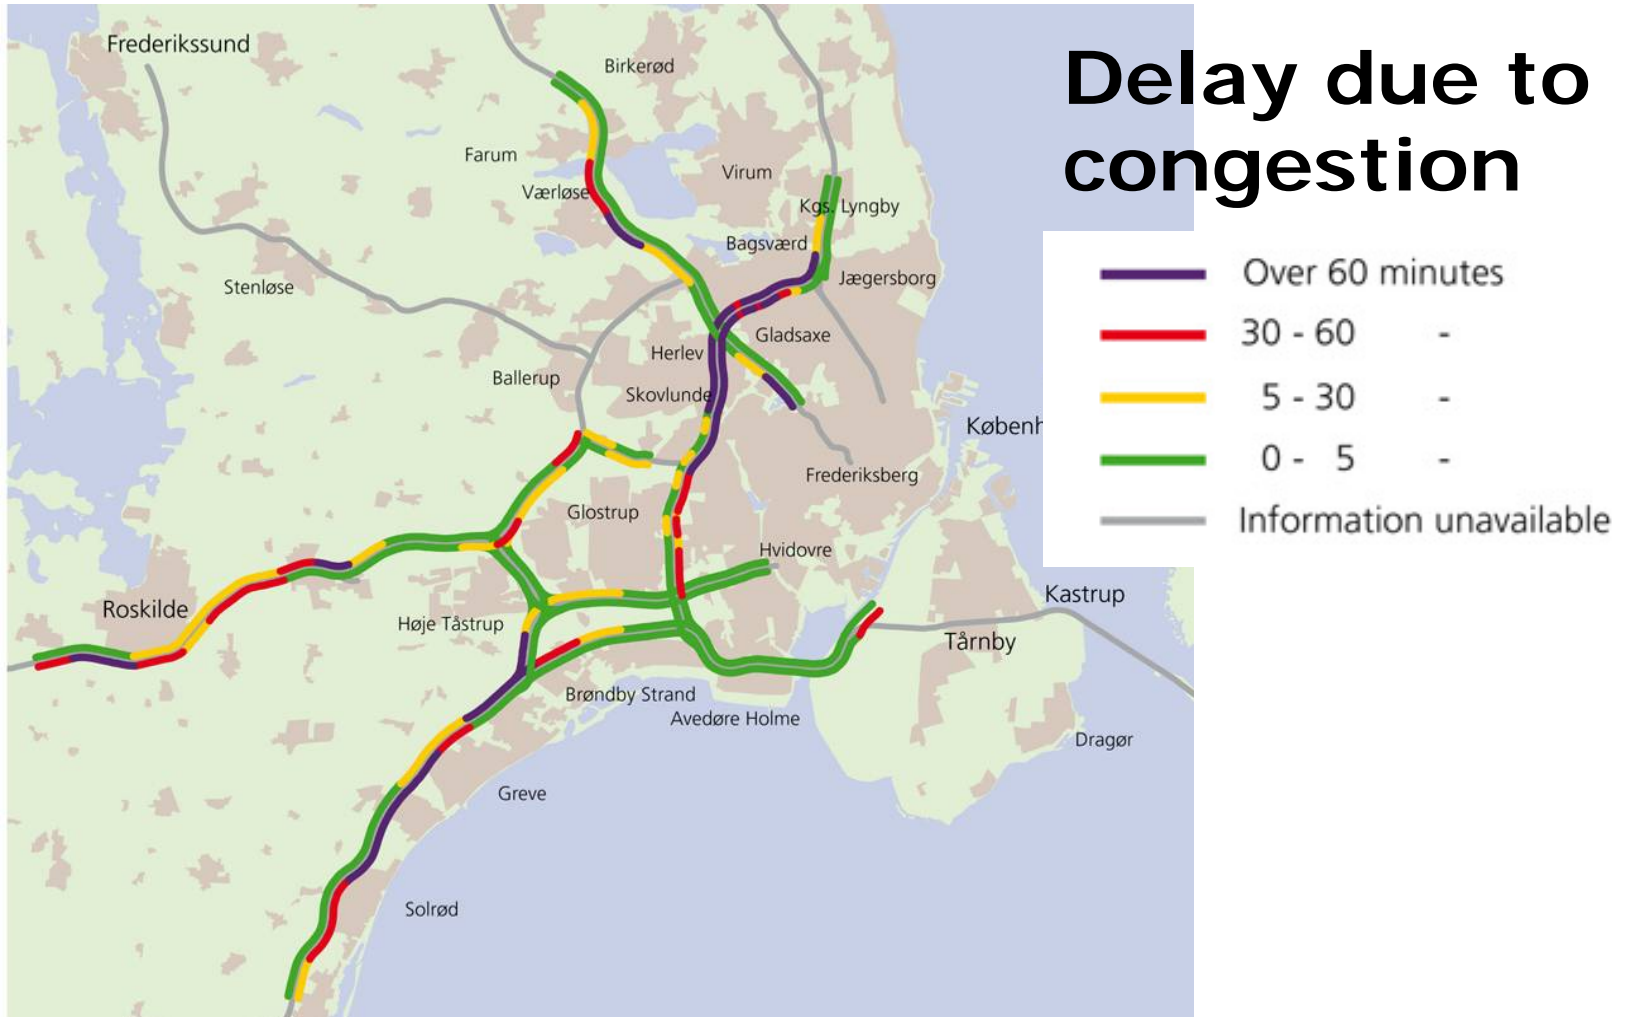 Delay due to
congestion
Over 60 minutes
30 - 60 -
5 - 30 -
0 - 5 -
Information unavailable
Frederikssund
Birkerød
Farum
Virum
Værløse
Kgs. Lyngby
Bagsværd
Jægersborg
Stenløse
Gladsaxe
Herlev
Ballerup
Skovlunde
Københ
Frederiksberg
Glostrup
Hvidovre
Kastrup
Roskilde
Høje Tåstrup
Tårnby
Brøndby Strand
Avedøre Holme
Dragør
Greve
Solrød